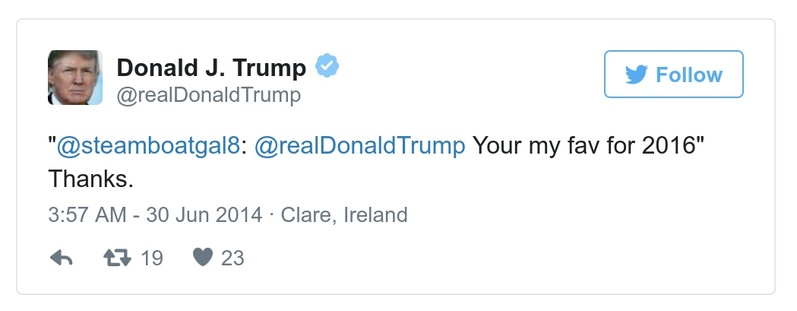 Donald J. Trump
@realDonaldTrump
Follow
"@steamboatgal8: @realDonaldTrump Your my fav for 2016"
Thanks.
3:57 AM - 30 Jun 2014 · Clare, Ireland
19 23